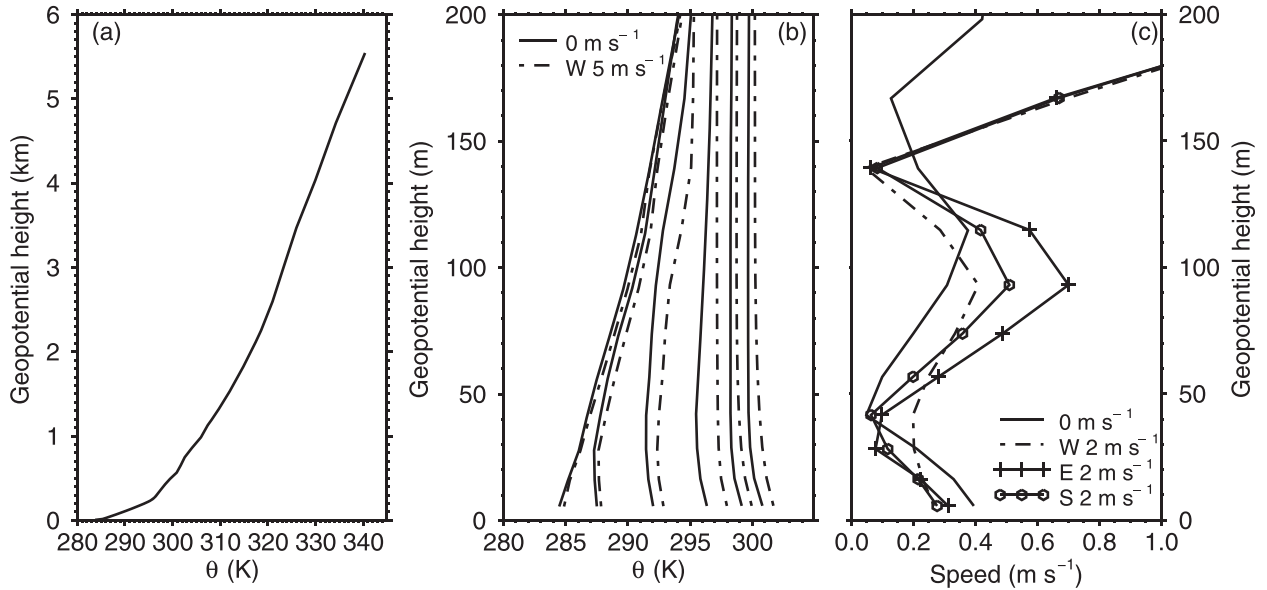 (a)
6
5
4
3
2
1
0
Geopotential height (km)
280 290 300 310 320 330 340
θ (K)
(b)
0 m s⁻¹
W 5 m s⁻¹
200
150
100
50
0
Geopotential height (m)
280 285 290 295 300
θ (K)
(c)
0 m s⁻¹
W 2 m s⁻¹
E 2 m s⁻¹
S 2 m s⁻¹
200
150
100
50
0
Geopotential height (m)
0.0 0.2 0.4 0.6 0.8 1.0
Speed (m s⁻¹)